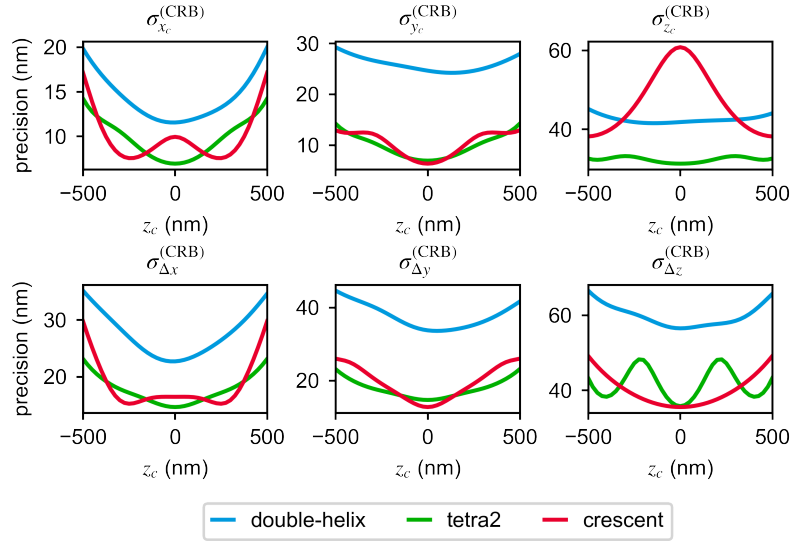 σ_{x_c}^{(CRB)} σ_{y_c}^{(CRB)} σ_{z_c}^{(CRB)}
precision (nm)
20
15
10
30
20
10
60
40
−500 0 500 −500 0 500 −500 0 500
z_c (nm) z_c (nm) z_c (nm)
σ_{Δx}^{(CRB)} σ_{Δy}^{(CRB)} σ_{Δz}^{(CRB)}
precision (nm)
30
20
40
20
60
40
−500 0 500 −500 0 500 −500 0 500
z_c (nm) z_c (nm) z_c (nm)
double-helix tetra2 crescent